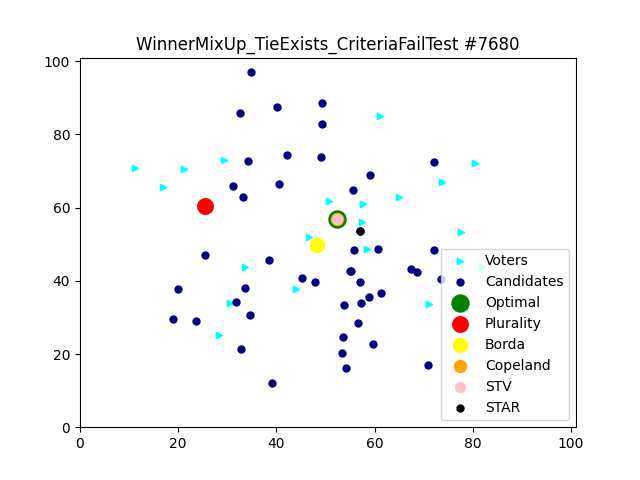 WinnerMixUp_TieExists_CriteriaFailTest #7680
100
80
60
40
20
0
0 20 40 60 80 100
Voters
Candidates
Optimal
Plurality
Borda
Copeland
STV
STAR